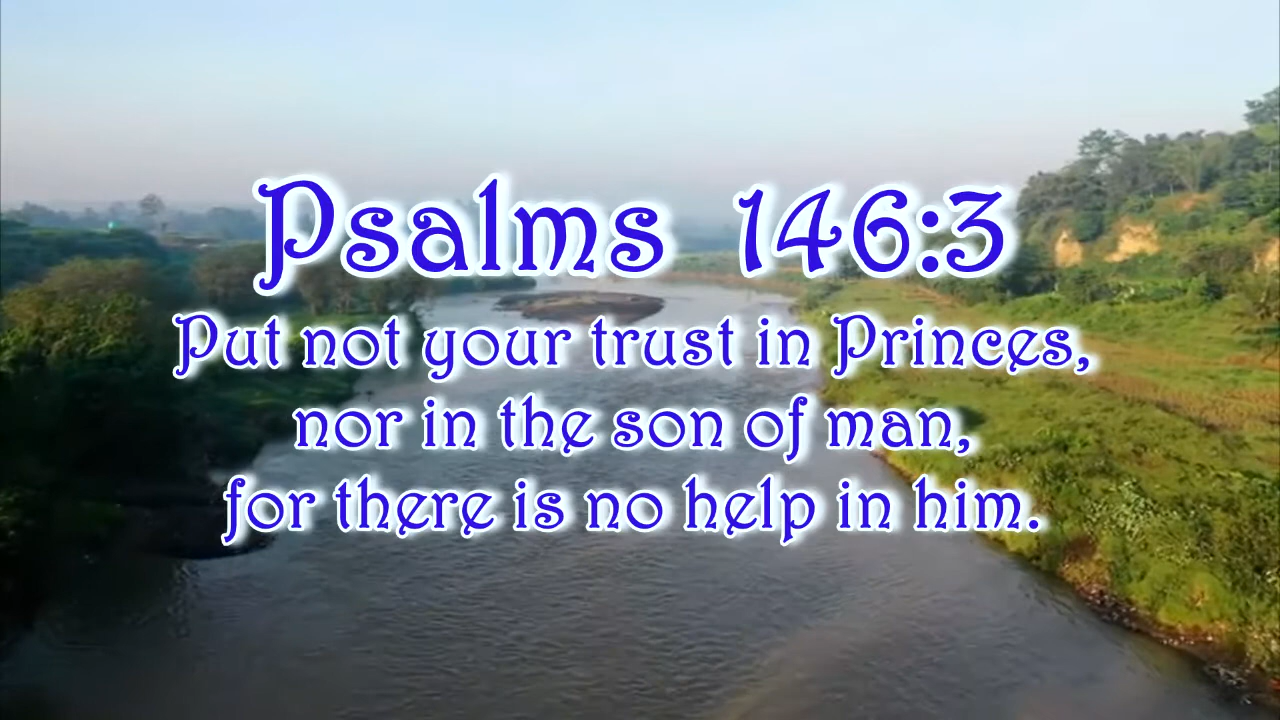 Psalms 146:3
Put not your trust in Princes,
nor in the son of man,
for there is no help in him.